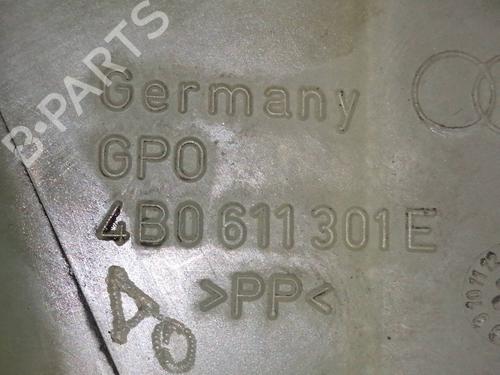 B-PARTS
Germany
GPO
4B0 611 301 E
>PP<
AO